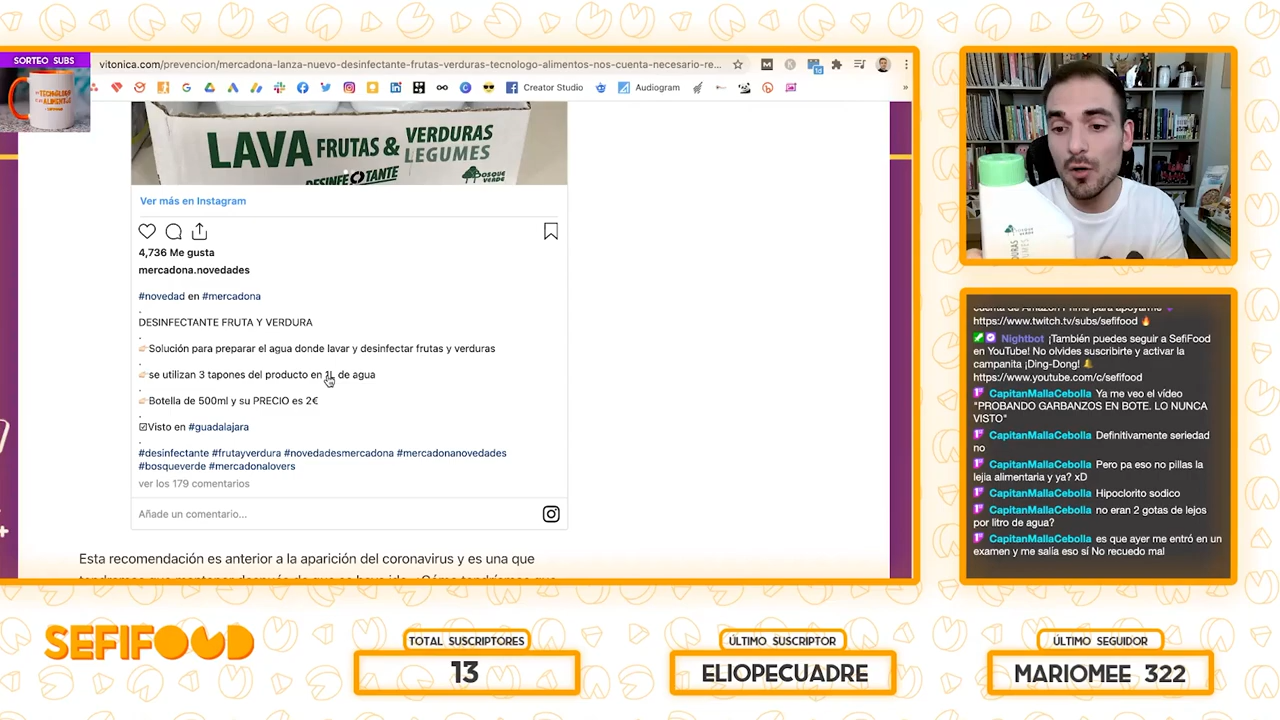 SORTEO SUBS
TECNÓLOGO
ALIMENTOS
vitonica.com/prevencion/mercadona-lanza-nuevo-desinfectante-frutas-verduras-tecnologo-alimentos-nos-cuenta-necesario-re...
Creator Studio
Audiogram
LAVA FRUTAS & VERDURAS
LEGUMES
DESINFECTANTE
BOSQUE
VERDE
Ver más en Instagram
4,736 Me gusta
mercadona.novedades
#novedad en #mercadona
.
DESINFECTANTE FRUTA Y VERDURA
.
👉Solución para preparar el agua donde lavar y desinfectar frutas y verduras
.
👉se utilizan 3 tapones del producto en 1L de agua
.
👉Botella de 500ml y su PRECIO es 2€
.
☑Visto en #guadalajara
.
#desinfectante #frutayverdura #novedadesmercadona #mercadonanovedades
#bosqueverde #mercadonalovers
ver los 179 comentarios
Añade un comentario...
Esta recomendación es anterior a la aparición del coronavirus y es una que
BOSQUE
cuenta de Amazon Prime para apoyarme
https://www.twitch.tv/subs/sefifood 🔥
Nightbot ¡También puedes seguir a SefiFood
en YouTube! No olvides suscribirte y activar la
campanita ¡Ding-Dong! 🔔
https://www.youtube.com/c/sefifood
CapitanMallaCebolla Ya me veo el vídeo
"PROBANDO GARBANZOS EN BOTE. LO NUNCA
VISTO"
CapitanMallaCebolla Definitivamente seriedad
no
CapitanMallaCebolla Pero pa eso no pillas la
lejia alimentaria y ya? xD
CapitanMallaCebolla Hipoclorito sodico
CapitanMallaCebolla no eran 2 gotas de lejos
por litro de agua?
CapitanMallaCebolla es que ayer me entró en un
examen y me salía eso sí No recuedo mal
SEFIFOOD
TOTAL SUSCRIPTORES
13
ÚLTIMO SUSCRIPTOR
ELIOPECUADRE
ÚLTIMO SEGUIDOR
MARIOMEE 322